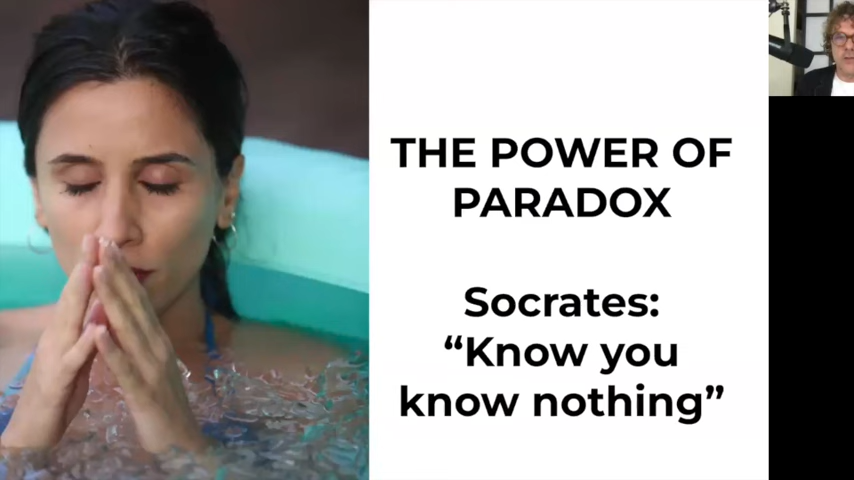 THE POWER OF
PARADOX
Socrates:
“Know you
know nothing”